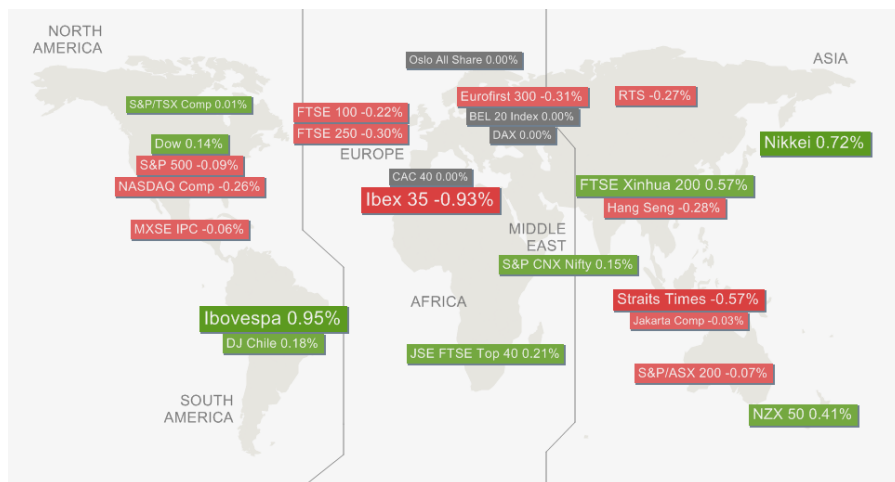 NORTH
AMERICA
S&P/TSX Comp 0.01%
Dow 0.14%
S&P 500 -0.09%
NASDAQ Comp -0.26%
MXSE IPC -0.06%
Ibovespa 0.95%
DJ Chile 0.18%
SOUTH
AMERICA
Oslo All Share 0.00%
Eurofirst 300 -0.31%
FTSE 100 -0.22%
BEL 20 Index 0.00%
FTSE 250 -0.30%
DAX 0.00%
EUROPE
CAC 40 0.00%
Ibex 35 -0.93%
MIDDLE
EAST
S&P CNX Nifty 0.15%
AFRICA
JSE FTSE Top 40 0.21%
ASIA
RTS -0.27%
Nikkei 0.72%
FTSE Xinhua 200 0.57%
Hang Seng -0.28%
Straits Times -0.57%
Jakarta Comp -0.03%
S&P/ASX 200 -0.07%
NZX 50 0.41%